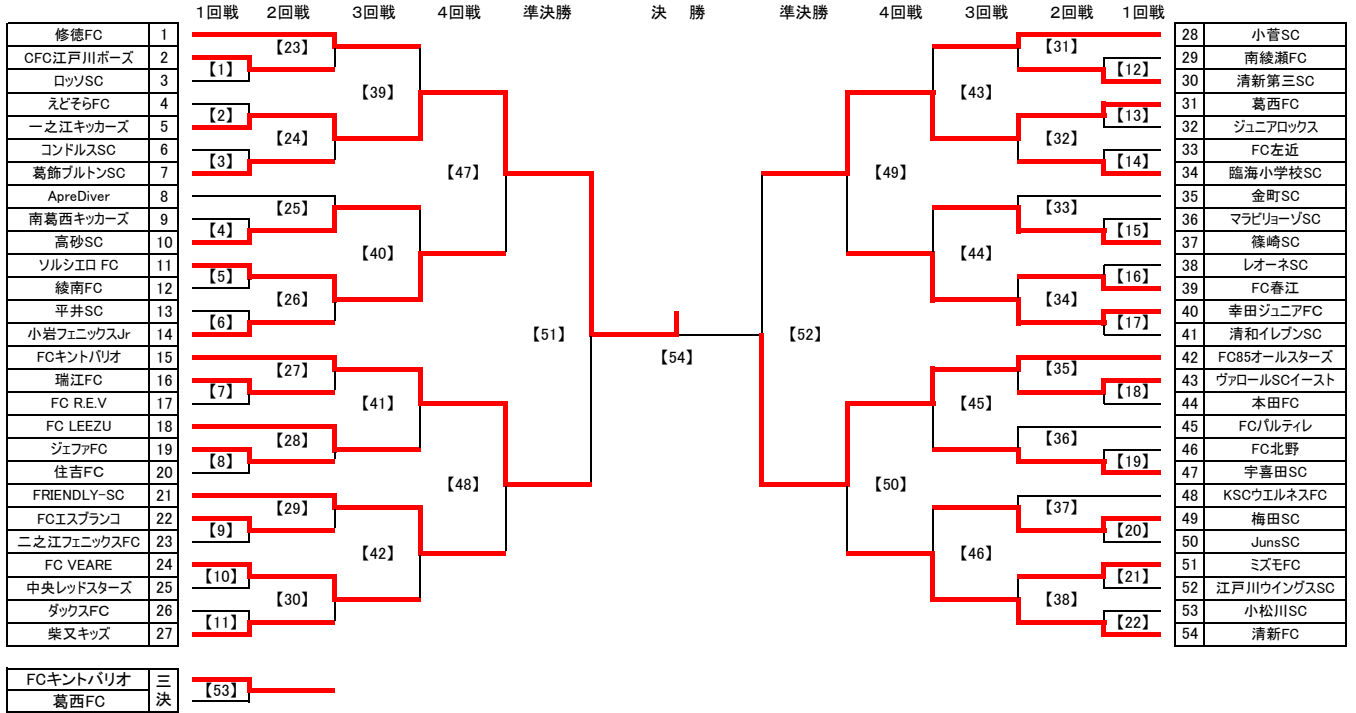 1回戦 2回戦 3回戦 4回戦 準決勝 決 勝 準決勝 4回戦 3回戦 2回戦 1回戦
修徳FC 1
CFC江戸川ボーズ 2
ロッソSC 3
えどそらFC 4
一之江キッカーズ 5
コンドルスSC 6
葛飾ブルトンSC 7
ApreDiver 8
南葛西キッカーズ 9
高砂SC 10
ソルシエロ FC 11
綾南FC 12
平井SC 13
小岩フェニックスJr 14
FCキントバリオ 15
瑞江FC 16
FC R.E.V 17
FC LEEZU 18
ジェファFC 19
住吉FC 20
FRIENDLY-SC 21
FCエスブランコ 22
二之江フェニックスFC 23
FC VEARE 24
中央レッドスターズ 25
ダックスFC 26
柴又キッズ 27
【1】
【2】
【3】
【4】
【5】
【6】
【7】
【8】
【9】
【10】
【11】
【23】
【24】
【25】
【26】
【27】
【28】
【29】
【30】
【39】
【40】
【41】
【42】
【47】
【48】
【51】
【54】
【52】
【49】
【50】
【43】
【44】
【45】
【46】
【31】
【32】
【33】
【34】
【35】
【36】
【37】
【38】
【12】
【13】
【14】
【15】
【16】
【17】
【18】
【19】
【20】
【21】
【22】
28 小菅SC
29 南綾瀬FC
30 清新第三SC
31 葛西FC
32 ジュニアロックス
33 FC左近
34 臨海小学校SC
35 金町SC
36 マラビリョーゾSC
37 篠崎SC
38 レオーネSC
39 FC春江
40 幸田ジュニアFC
41 清和イレブンSC
42 FC85オールスターズ
43 ヴァロールSCイースト
44 本田FC
45 FCパルティレ
46 FC北野
47 宇喜田SC
48 KSCウエルネスFC
49 梅田SC
50 JunsSC
51 ミズモFC
52 江戸川ウイングスSC
53 小松川SC
54 清新FC
FCキントバリオ
葛西FC
三決
【53】